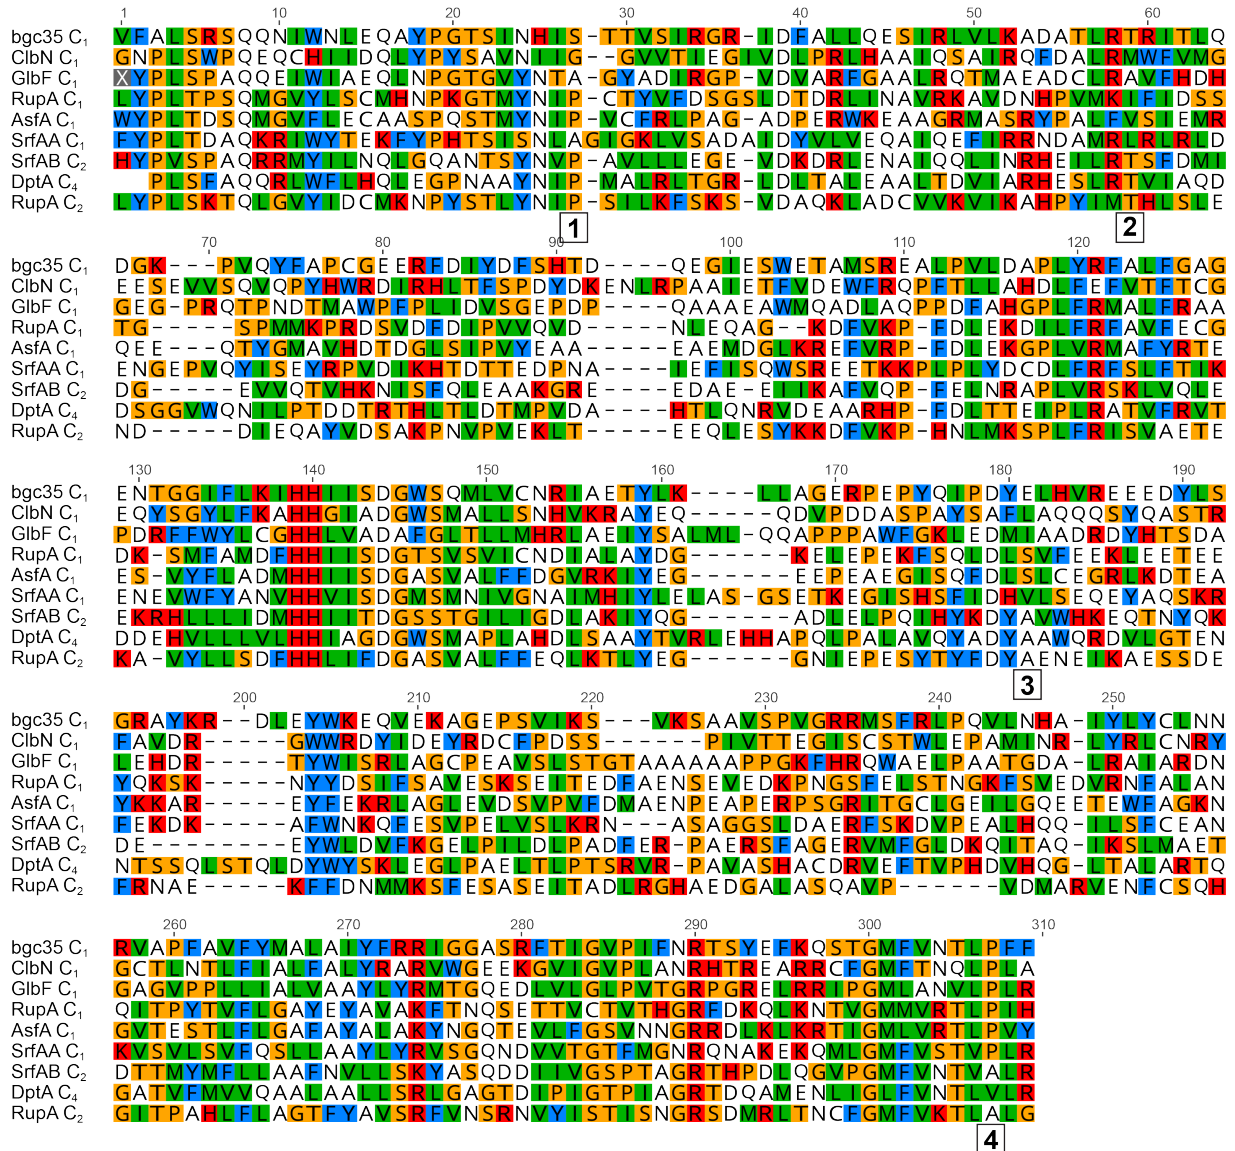 1 10 20 30 40 50 60
bgc35 C1 VFALSRSQQNIWNLEQAYPGTSINHIS-TTVSIRGR-IDFALLQESIRLVLKADATLRTRITLQ
ClbN C1 GNPLSWPQEQCHIIDQLYPYSAVNIIG--GVVTIEGIVDLPRLHAAIQSAIRQFDALRMWFVMG
GlbF C1 XYPLSPAQQEIWIAEQLNPGTGVYNTA-GYADIRGP-VDVARFGAALRQTMAEADCLRAVFHDH
RupA C1 LYPLTPSQMGVYLSCMHNPKGTMYNIP-CTYVFDSGSLDTDRLINAVRKAVDNHPVMKIFIDSS
AsfA C1 WYPLTDSQMGVFLECAASPQSTMYNIP-VCFRLPAG-ADPERWKEAAGRMASRYPALFVSIEMR
SrfAA C1 FYPLTDAQKRIWYTEKFYPHTSISNLAGIGKLVSADAIDYVLVEQAIQEFIRRNDAMRLRLRLD
SrfAB C2 HYPVSPAQRRMYILNQLGQANTSYNVP-AVLLLEGE-VDKDRLENAIQQLINRHEILRTSFDMI
DptA C4 PLSFAQQRLWFLHQLEGPNAAYNIP-MALRLTGR-LDLTALEAALTDVIARHESLRTVIAQD
RupA C2 LYPLSKTQLGVYIDCMKNPYSTLYNIP-SILKFSKS-VDAQKLADCVVKVIKAHPYIMTHLSLE
1 2
70 80 90 100 110 120
bgc35 C1 DGK---PVQYFAPCGEERFDIYDFSHTD----QEGIESWETAMSREALPVLDAPLYRFALFGAG
ClbN C1 EESEVVSQVYPYHWRDIRHLTFSPDYDKENLRPAAIETFVDEWFRQPFTLLAHDLFEFVTFTCG
GlbF C1 GEG-PRQTPNDTMAWPFPLIDVSGEPDP-----QAAAEAWMQADLAQPPDFAHGPLFRMALFRAA
RupA C1 TG-----SPMMKPRDSVDFDIPVVQVD-----NLEQAG--KDFVKP-FDLEKDILFRFAVFECG
AsfA C1 QEE---QTYGMAVHDTDGLSIPVYEAA-----EAEMDGLKREFVRP-FDLEKGPLVRMAFYRTE
SrfAA C1 ENGEPVQYISEYRPVDIKHTDTTEDPNA----IEFISQWSREETKKPLPLYDCDLFRFSLFTIK
SrfAB C2 DG----EVVQTVHKNISFQLEAAKGRE-----EDAE-EIIKAFVQP-FELNRAPLVRSKLVQLE
DptA C4 DSGGVWQNILPTDDTRTHLTLDTMPVDA----HTLQNRVDEAARHP-FDLTTEIPLRATVFRVT
RupA C2 ND-----DIEQAYVDSAKPNVPVEKLT-----EEQLESYKKDFVKP-HNLMKSPLFRISVAETE
130 140 150 160 170 180 190
bgc35 C1 ENTGGIFLKIHHIISDGWSQMLVCNRIAETYLK----LLAGERPEPYQIPDYELHVREEEDYLS
ClbN C1 EQYSGYLFKAHHGIADGWSMALLSNHVKRAYEQ-----QDVPDDASPAYSAFLAQQQSYQASTR
GlbF C1 PDRFFWYLCGHHLVADAFGLTLLMHRLAEIYSALML-QQAPPPAWFGKLEDMIAADRDYHTSDA
RupA C1 DK-SMFAMDFHHIISDGTSVSVICNDIALAYDG------KELEPEKFSQLDLSVFEEKLEETEE
AsfA C1 ES-VYFLADMHHIISDGASVALFFDGVRKIYEG------EEPEAEGISQFDLSLCEGRLKDTEA
SrfAA C1 ENEVWFYANVHHVISDGMSMNIVGNAIMHIYLELAS-GSETKEGISHSFIDHVLSEQEYAQSKR
SrfAB C2 EKRHLLLIDMHHIITDGSSTGILIGDLAKIYQG------ADLELPQIHYKDYAVWHKEQTNYQK
DptA C4 DDEHVLLLVLHHIAGDGWSMAPLAHDLSAAYTVRLEHHAPQLPALAVQYADYAAWQRDVLGTEN
RupA C2 KA-VYLLSDFHHLIFDGASVALFFEQLKTLYEG------GNIEPESYTYFDYAENEIKAESSDE
3
200 210 220 230 240 250
bgc35 C1 GRAYKR--DLEYWKEQVEKAGEPSVIKS---VKSAAVSPVGRRMSFRLPQVLNHA-IYLYCLNN
ClbN C1 FAVDR-----GWWRDYIDEYRDCFPDSS------PIVTTEGISCSTWLEPAMINR-LYRLCNRY
GlbF C1 LEHDR-----TYWISRLAGCPEAVSLSTGTAAAAAAPPGKFHRQWAELPAATGDA-LRAIARDN
RupA C1 YQKSK-----NYYDSIFSAVESKSEITEDFAENSEVEDKPNGSFELSTNGKFSVEDVRNFALAN
AsfA C1 YKKAR-----EYFEKRLAGLEVDSVPVFDMAENPEAPERPSGRITGCLGEILGQEETEWFAGKN
SrfAA C1 FEKDK-----AFWNKQFESVPELVSLKRN---ASAGGSLDAERFSKDVPEALHQQ-ILSFCEAN
SrfAB C2 DE--------EYWLDVFKGELPILDLPADFER-PAERSFAGERVMFGLDKQITAQ-IKSLMAET
DptA C4 NTSSQLSTQLDYWYSKLEGLPAELTLPTSRVR-PAVASHACDRVEFTVPHDVHQG-LTALARTQ
RupA C2 FRNAE-----KFFDNMMKSFESASEITADLRGHAEDGALASQAVP------VDMARVENFCSQH
260 270 280 290 300 310
bgc35 C1 RVAPFAVFYMALAIYFRRIGGASRFTIGVPIFNRTSYEFKQSTGMFVNTLPFF
ClbN C1 GCTLNTLFIALFALYRARVWGEEKGVIGVPLANRHTREARRCFGMFTNQLPLA
GlbF C1 GAGVPPLLIALVAAYLYRMTGQEDLVLGLPVTGRPGRELRRIPGMLANVLPLR
RupA C1 QITPYTVFLGAYEYAVAKFTNQSETTVCTVTHGRFDKQLKNTVGMMVRTLPIH
AsfA C1 GVTESTLFLGAFAYALAKYNGQTEVLFGSVNNGRRDLKLKRTIGMLVRTLPVY
SrfAA C1 KVSVLSVFQSLLAAYLYRVSGQNDVVTGTFMGNRQNAKEKQMLGMFVSTVPLR
SrfAB C2 DTTMYMFLLAAFNVLLSKYASQDDIIVGSPTAGRTHPDLQGVPGMFVNTVALR
DptA C4 GATVFMVVQAALAALLSRLGAGTDIPIGTPIAGRTDQAMENLIGLFVNTLVLR
RupA C2 GITPAHLFLAGTFYAVSRFVNSRNVYISTISNGRSDMRLTNCFGMFVKTLALG
4